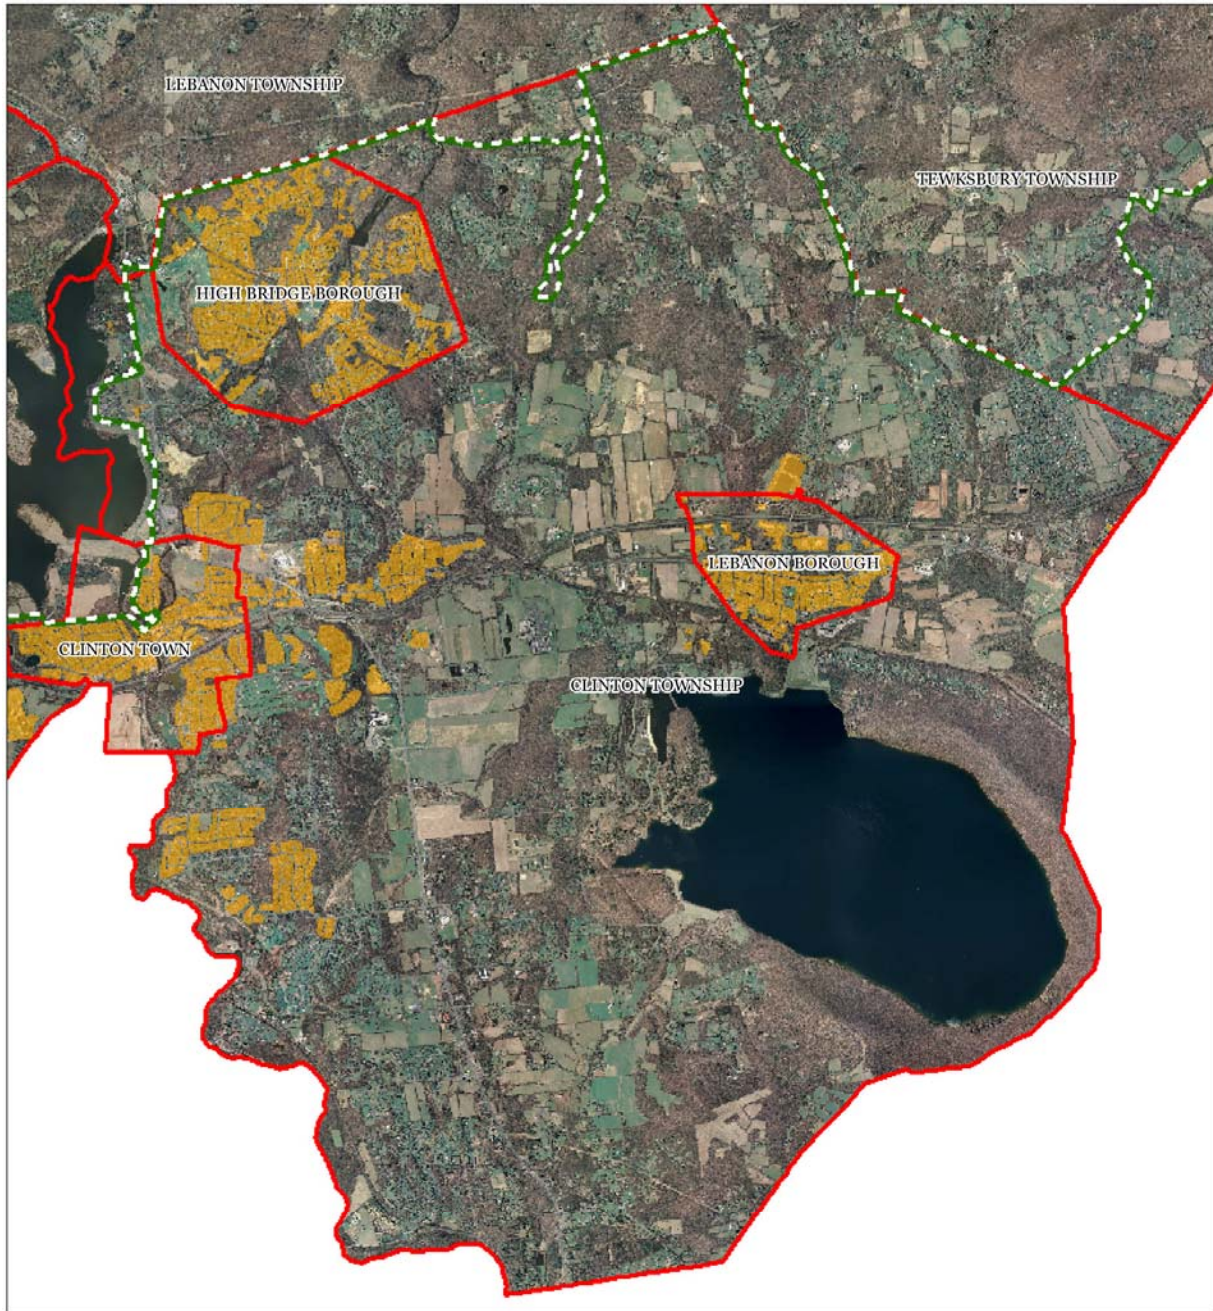 LEBANON TOWNSHIP
TEWKSBURY TOWNSHIP
HIGH BRIDGE BOROUGH
LEBANON BOROUGH
CLINTON TOWN
CLINTON TOWNSHIP